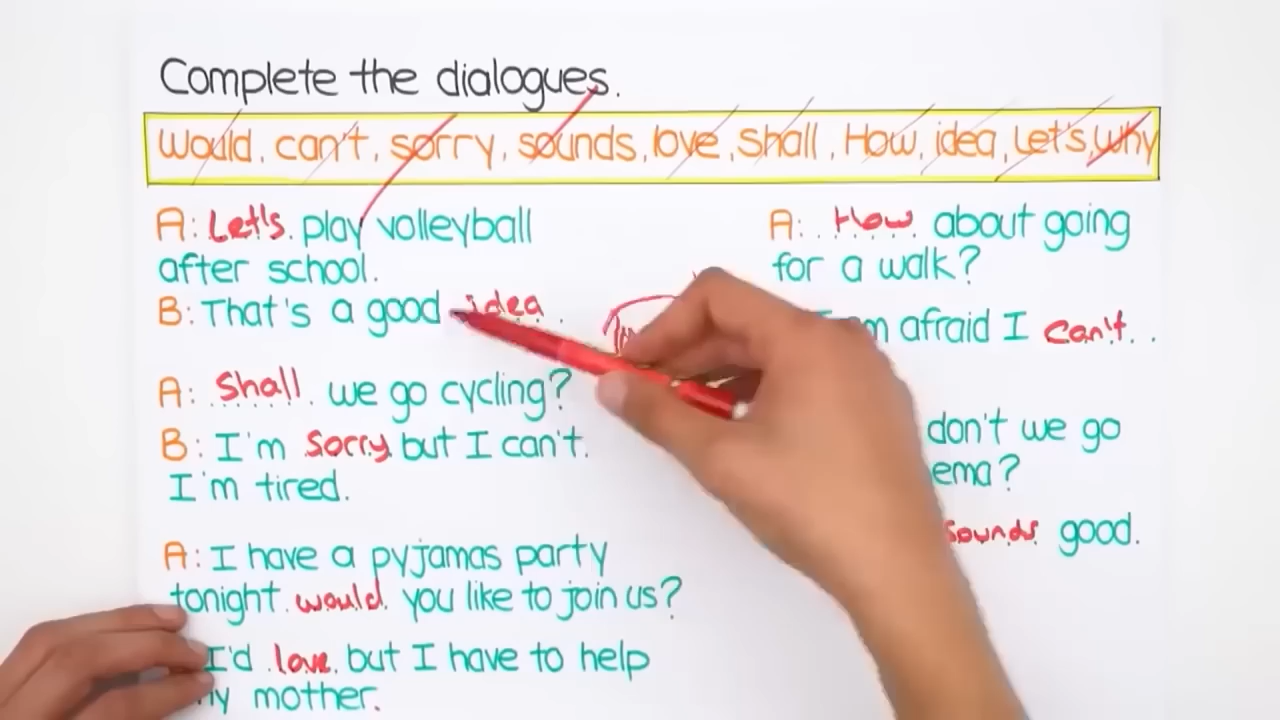 Complete the dialogues.
Would, can't, sorry, sounds, love, Shall, How, idea, Let's, why
A: Let's play volleyball
after school.
B: That's a good idea.
A: Shall we go cycling?
B: I'm sorry but I can't.
I'm tired.
A: I have a pyjamas party
tonight. would you like to join us?
I'd love but I have to help
mother.
A: How about going
for a walk?
afraid I can't.
don't we go
sounds good.